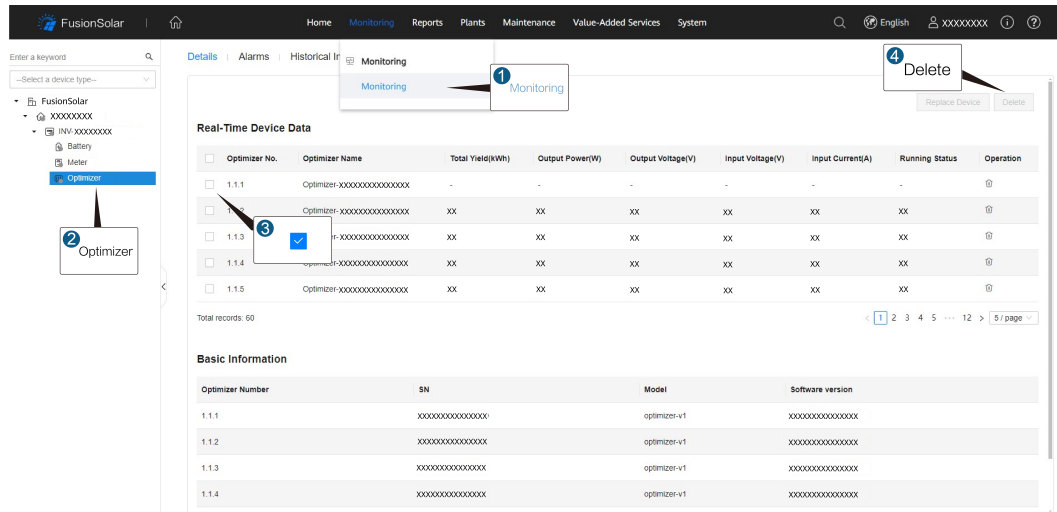 FusionSolar
Home Monitoring Reports Plants Maintenance Value-Added Services System
English XXXXXXXX
Enter a keyword
--Select a device type--
FusionSolar
XXXXXXXX
INV-XXXXXXXX
Battery
Meter
Optimizer
2 Optimizer
Details Alarms Historical In
Monitoring
Monitoring
1 Monitoring
4 Delete
Replace Device Delete
Real-Time Device Data
Optimizer No. Optimizer Name Total Yield(kWh) Output Power(W) Output Voltage(V) Input Voltage(V) Input Current(A) Running Status Operation
1.1.1 Optimizer-XXXXXXXXXXXXXXX - - - - - -
Optimizer-XXXXXXXXXXXXXXX XX XX XX XX XX XX
3
1.1.3 XXXXXXXXXXXXXXX XX XX XX XX XX XX
1.1.4 Optimizer-XXXXXXXXXXXXXXX XX XX XX XX XX XX
1.1.5 Optimizer-XXXXXXXXXXXXXXX XX XX XX XX XX XX
Total records: 60
< 1 2 3 4 5 ··· 12 > 5 / page
Basic Information
Optimizer Number SN Model Software version
1.1.1 XXXXXXXXXXXXXXX optimizer-v1 XXXXXXXXXXXXXXX
1.1.2 XXXXXXXXXXXXXXX optimizer-v1 XXXXXXXXXXXXXXX
1.1.3 XXXXXXXXXXXXXXX optimizer-v1 XXXXXXXXXXXXXXX
1.1.4 XXXXXXXXXXXXXXX optimizer-v1 XXXXXXXXXXXXXXX